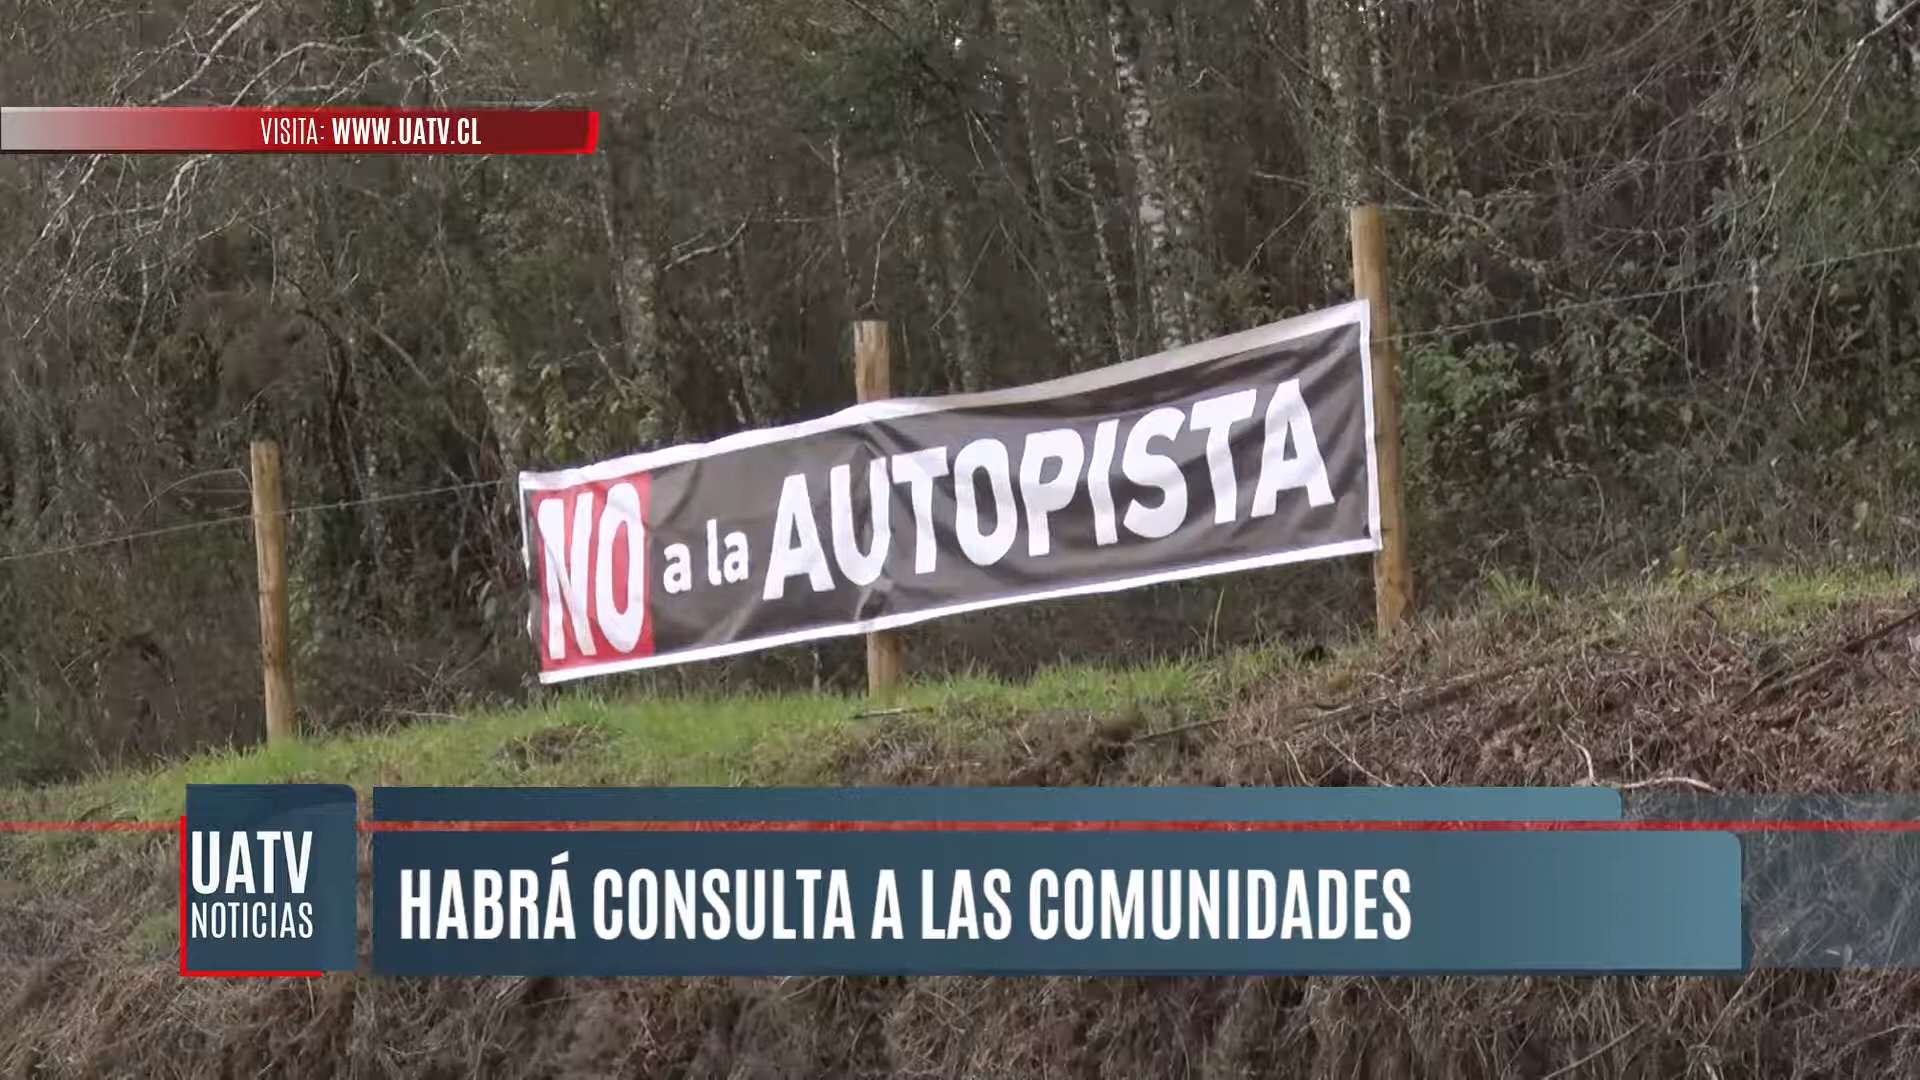 VISITA: WWW.UATV.CL
NO a la AUTOPISTA
UATV
NOTICIAS
HABRÁ CONSULTA A LAS COMUNIDADES